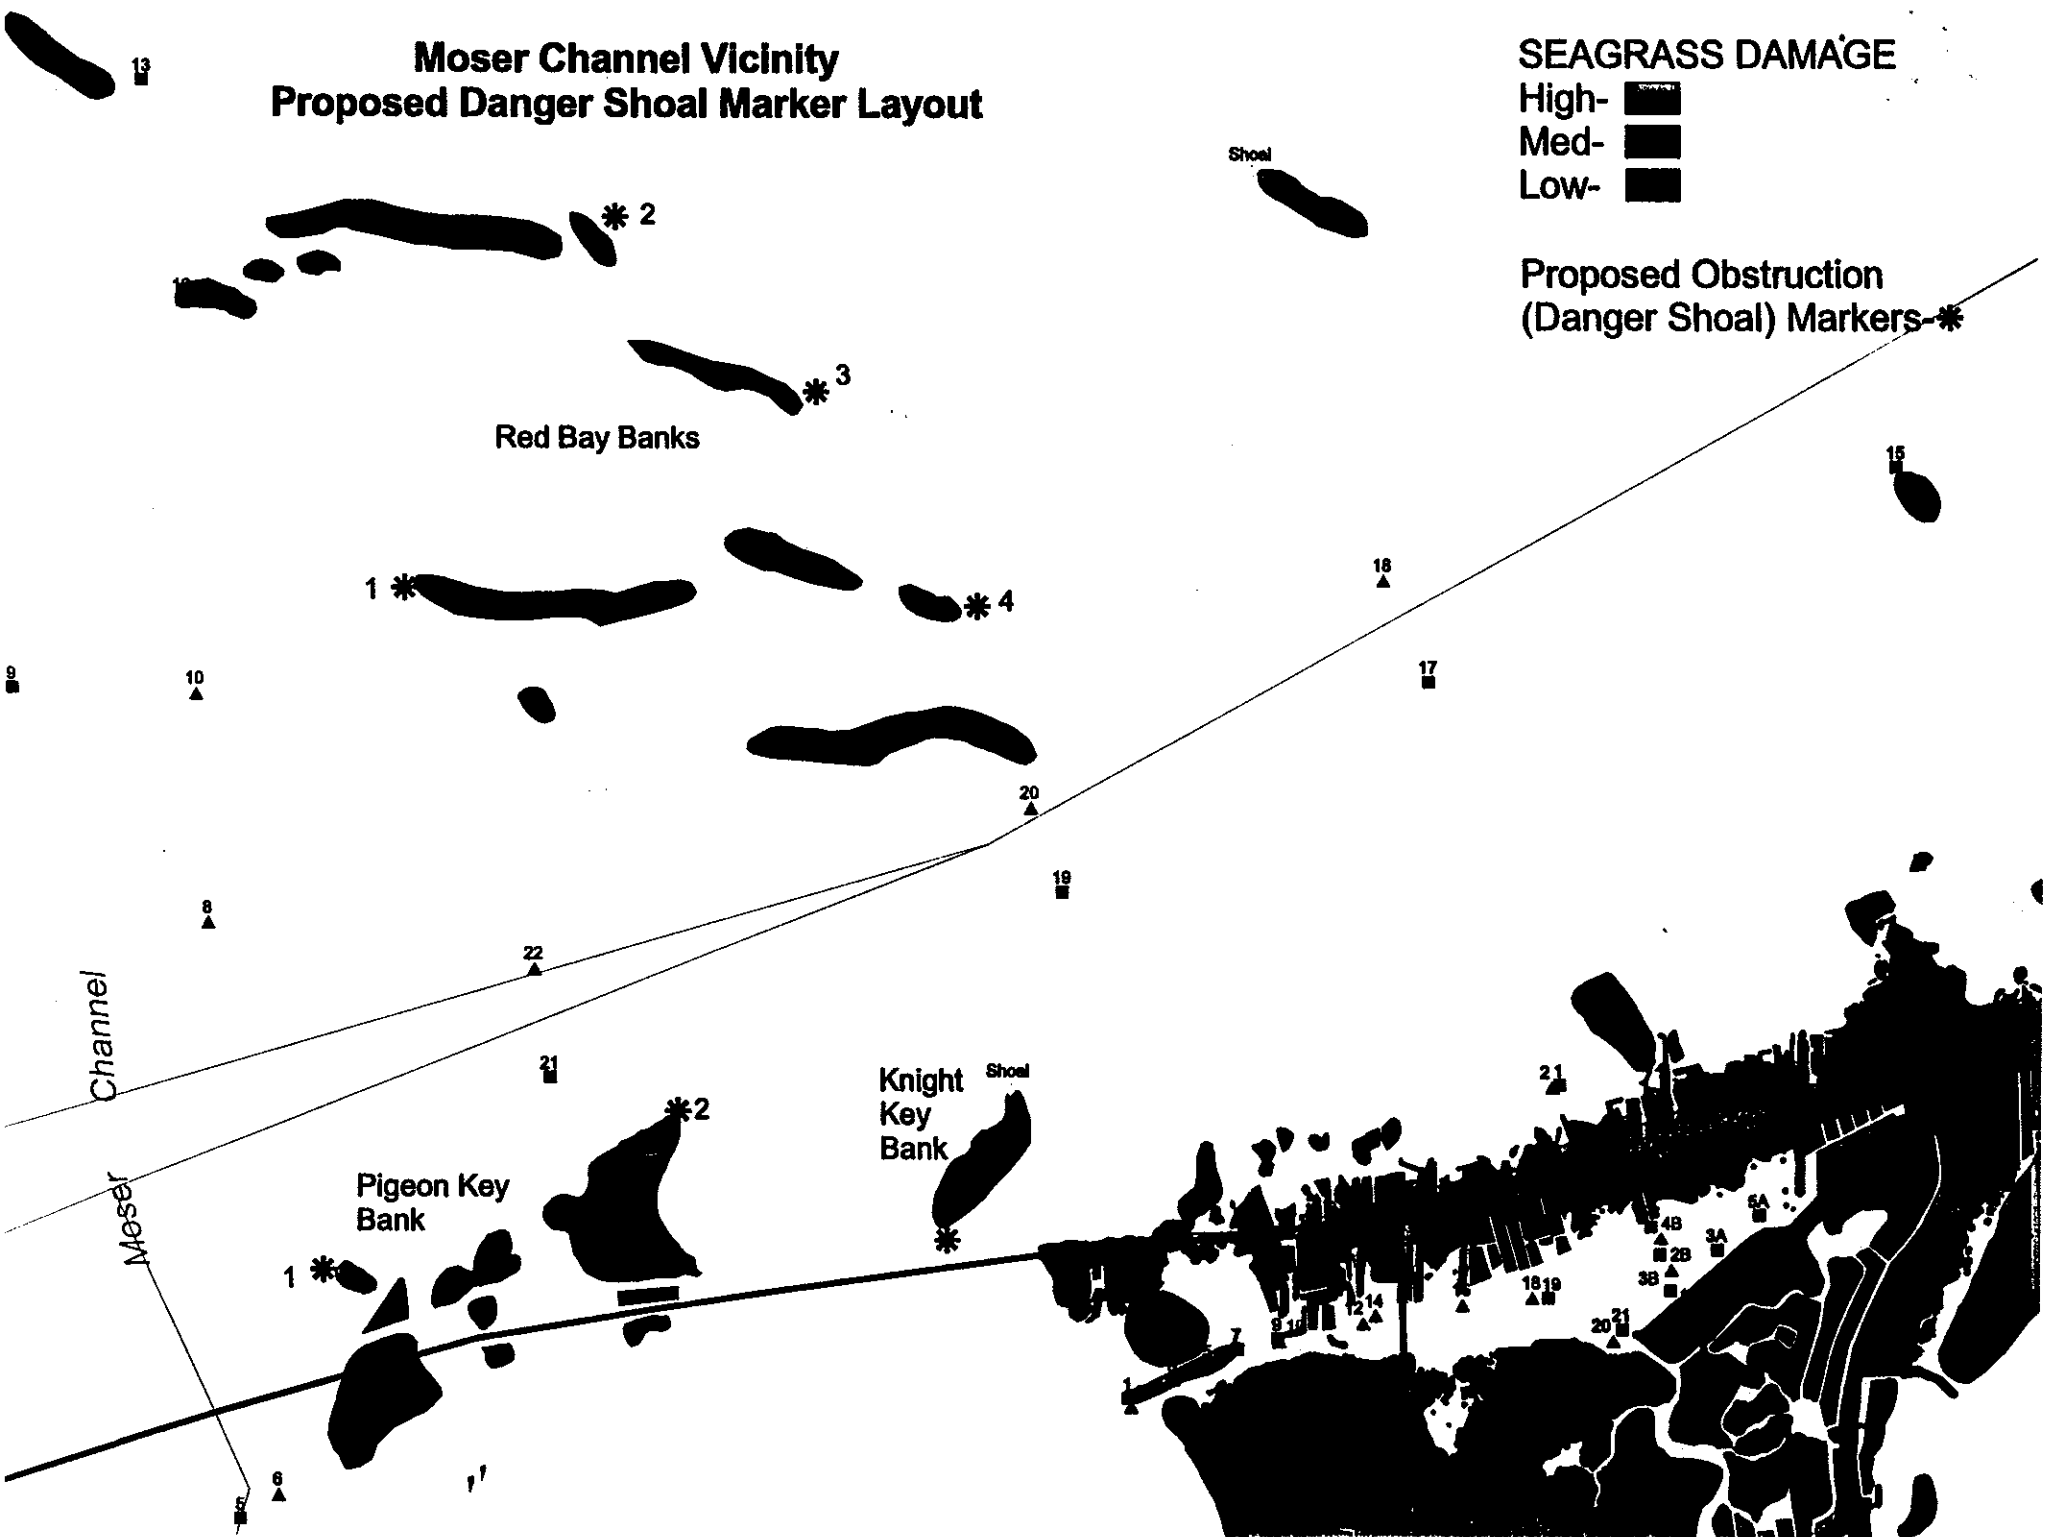 Moser Channel Vicinity
Proposed Danger Shoal Marker Layout
SEAGRASS DAMAGE
High-
Med-
Low-
Proposed Obstruction
(Danger Shoal) Markers-
13
Shoal
2
3
Red Bay Banks
15
18
1
4
17
9
10
20
19
8
22
Channel
21
2
Knight
Key
Bank
Shoal
Moser
Pigeon Key
Bank
1
21
5A
4B
3A
2B
3B
18
19
12
14
9
7
20
21
1
6
5